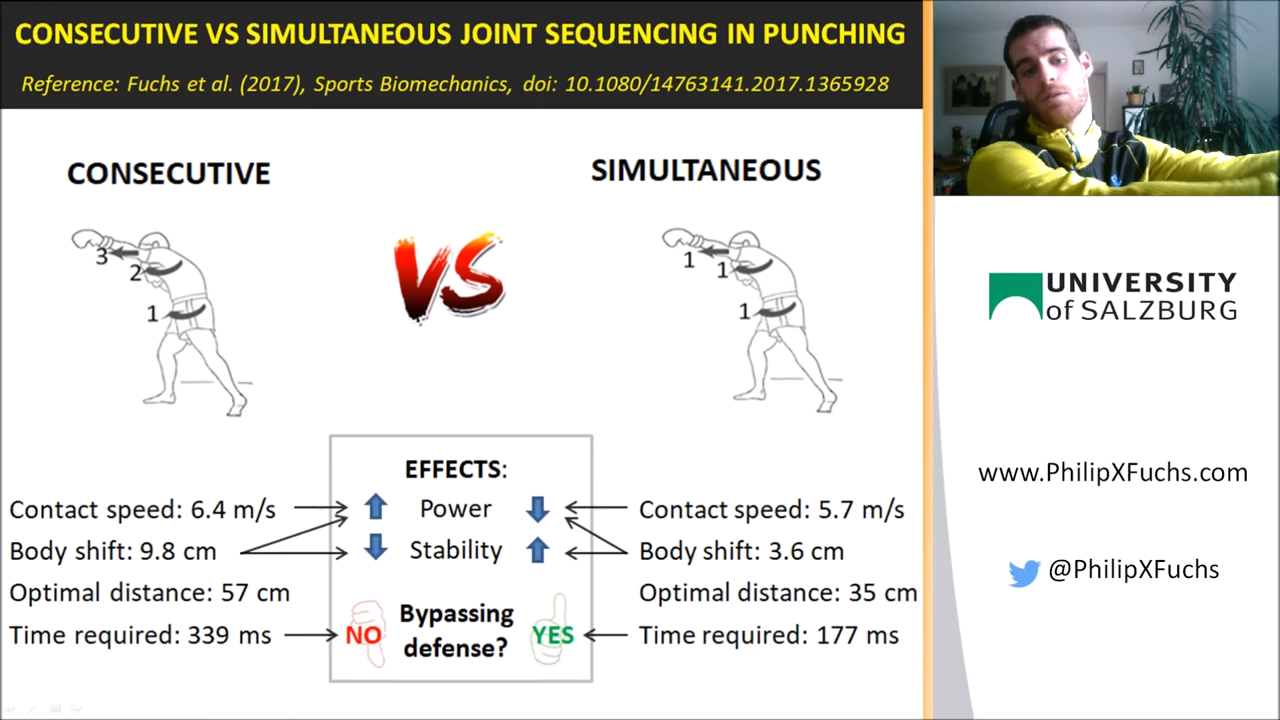 CONSECUTIVE VS SIMULTANEOUS JOINT SEQUENCING IN PUNCHING
Reference: Fuchs et al. (2017), Sports Biomechanics, doi: 10.1080/14763141.2017.1365928
CONSECUTIVE
SIMULTANEOUS
3
2
1
VS
1
1
1
EFFECTS:
Contact speed: 6.4 m/s
Power
Contact speed: 5.7 m/s
Body shift: 9.8 cm
Stability
Body shift: 3.6 cm
Optimal distance: 57 cm
Optimal distance: 35 cm
Time required: 339 ms
NO
Bypassing
defense?
YES
Time required: 177 ms
UNIVERSITY
of SALZBURG
www.PhilipXFuchs.com
@PhilipXFuchs